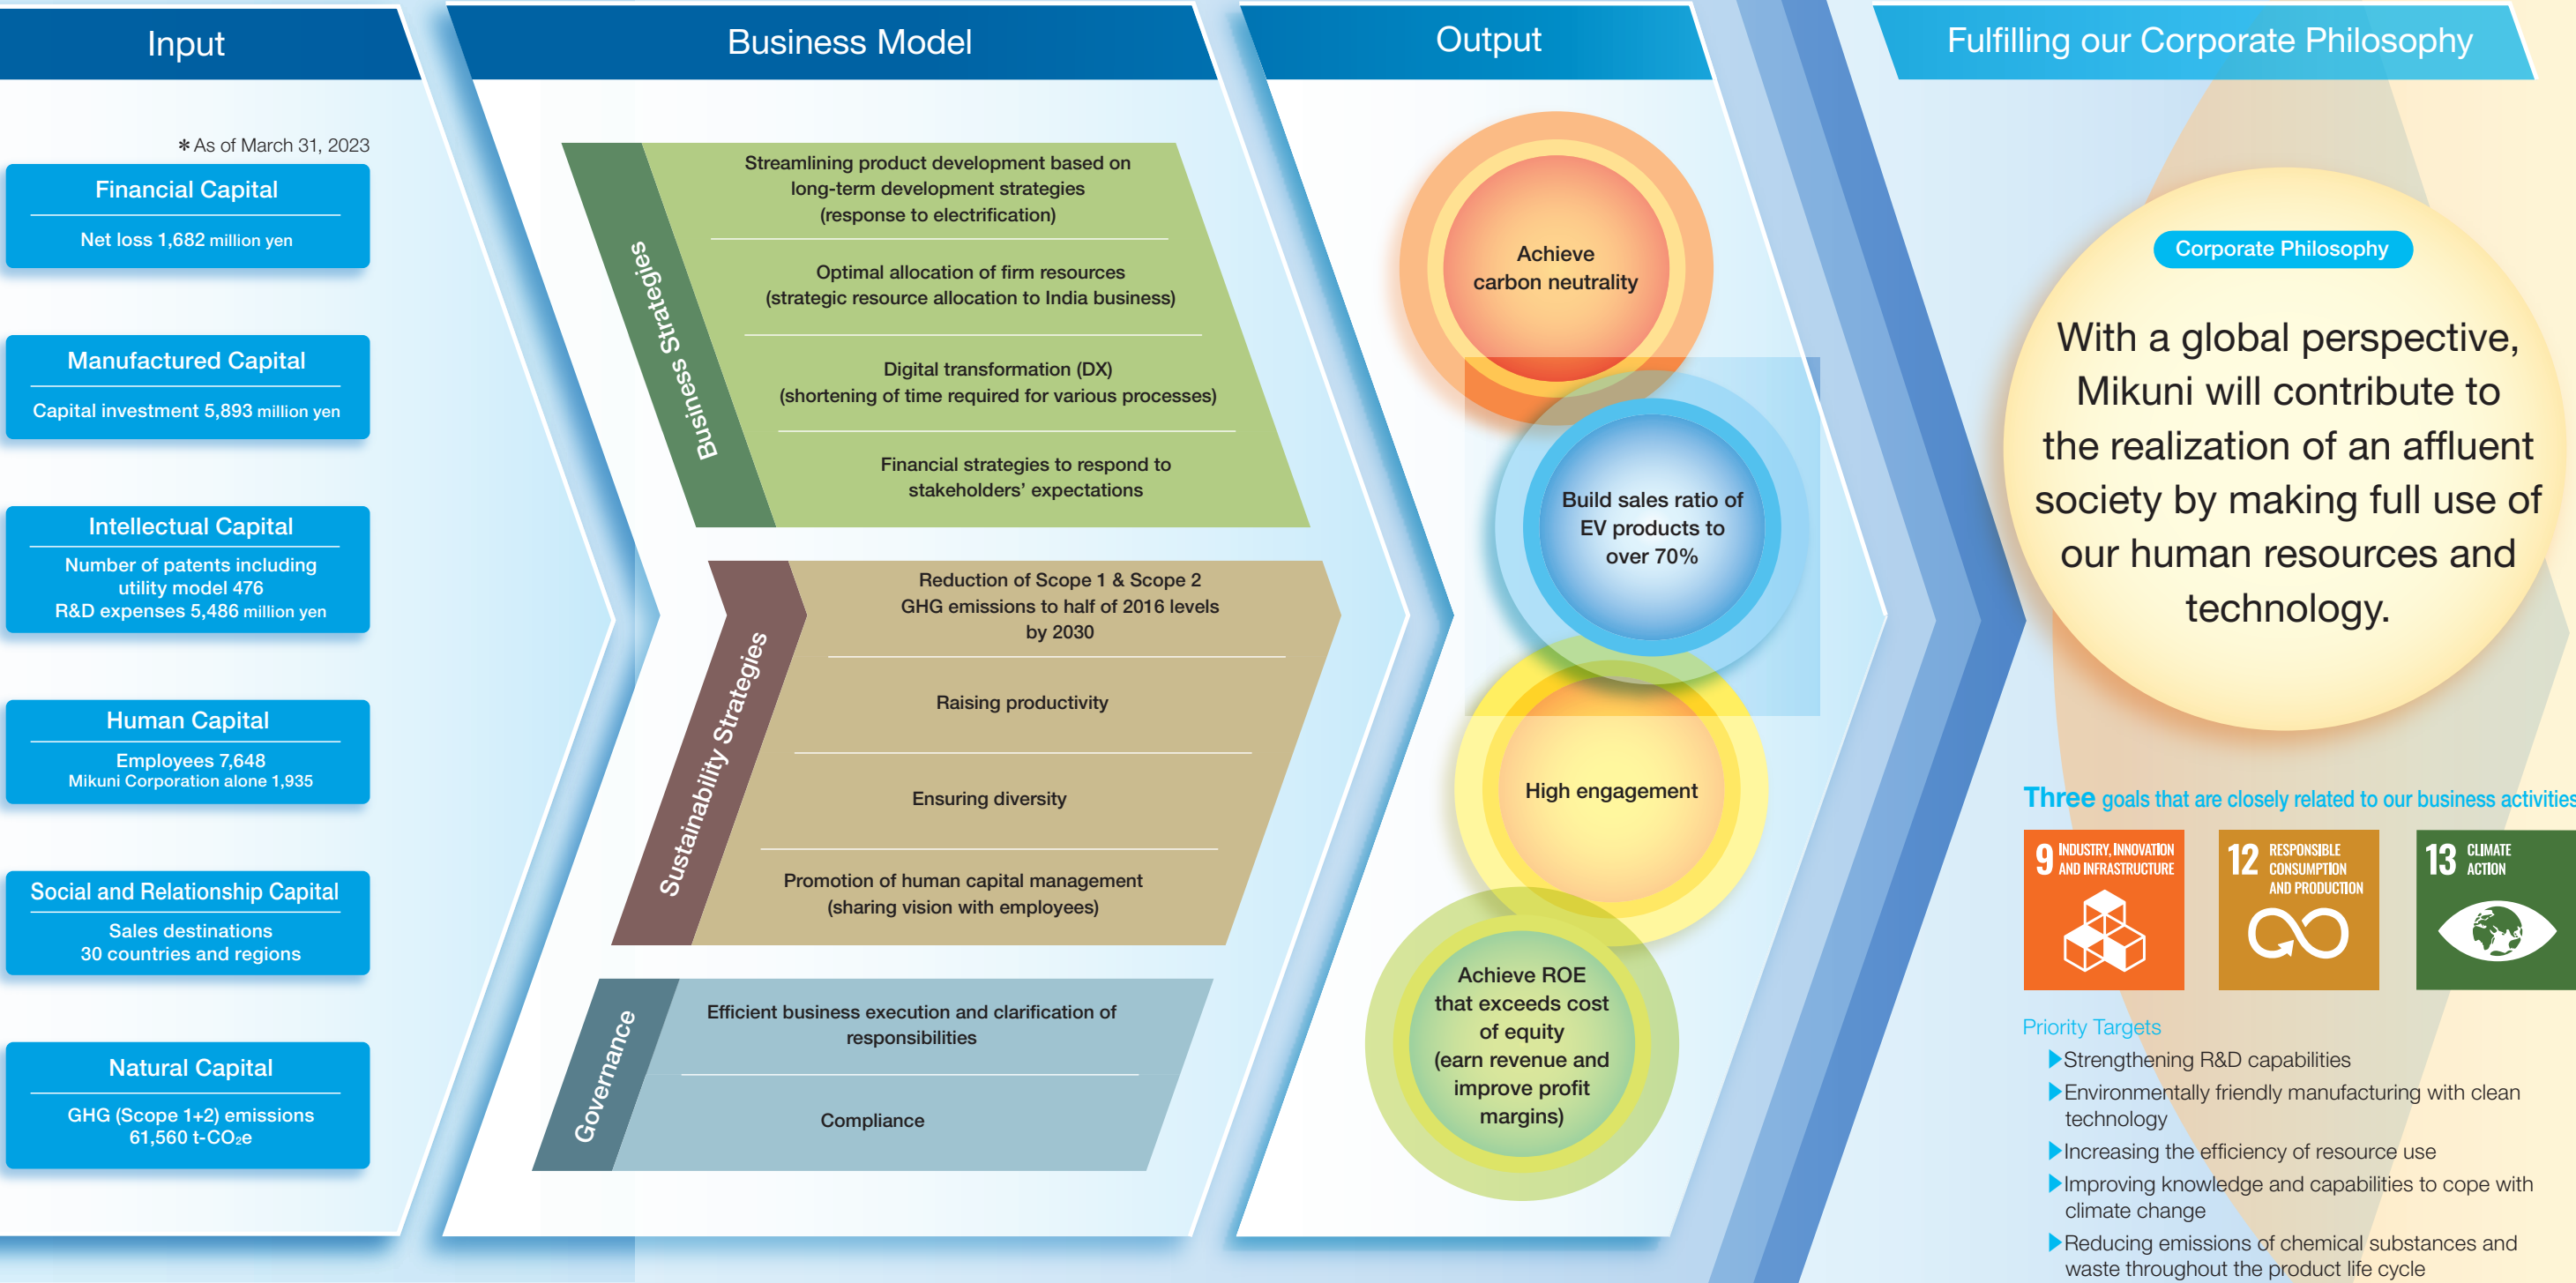 Input
＊As of March 31, 2023
Financial Capital
Net loss 1,682 million yen
Manufactured Capital
Capital investment 5,893 million yen
Intellectual Capital
Number of patents including
utility model 476
R&D expenses 5,486 million yen
Human Capital
Employees 7,648
Mikuni Corporation alone 1,935
Social and Relationship Capital
Sales destinations
30 countries and regions
Natural Capital
GHG (Scope 1+2) emissions
61,560 t-CO₂e
Business Model
Business Strategies
Streamlining product development based on
long-term development strategies
(response to electrification)
Optimal allocation of firm resources
(strategic resource allocation to India business)
Digital transformation (DX)
(shortening of time required for various processes)
Financial strategies to respond to
stakeholders’ expectations
Sustainability Strategies
Reduction of Scope 1 & Scope 2
GHG emissions to half of 2016 levels
by 2030
Raising productivity
Ensuring diversity
Promotion of human capital management
(sharing vision with employees)
Governance
Efficient business execution and clarification of
responsibilities
Compliance
Output
Achieve
carbon neutrality
Build sales ratio of
EV products to
over 70%
High engagement
Achieve ROE
that exceeds cost
of equity
(earn revenue and
improve profit
margins)
Fulfilling our Corporate Philosophy
Corporate Philosophy
With a global perspective,
Mikuni will contribute to
the realization of an affluent
society by making full use of
our human resources and
technology.
Three goals that are closely related to our business activities
9 INDUSTRY, INNOVATION
AND INFRASTRUCTURE
12 RESPONSIBLE
CONSUMPTION
AND PRODUCTION
13 CLIMATE
ACTION
Priority Targets
▶Strengthening R&D capabilities
▶Environmentally friendly manufacturing with clean
technology
▶Increasing the efficiency of resource use
▶Improving knowledge and capabilities to cope with
climate change
▶Reducing emissions of chemical substances and
waste throughout the product life cycle